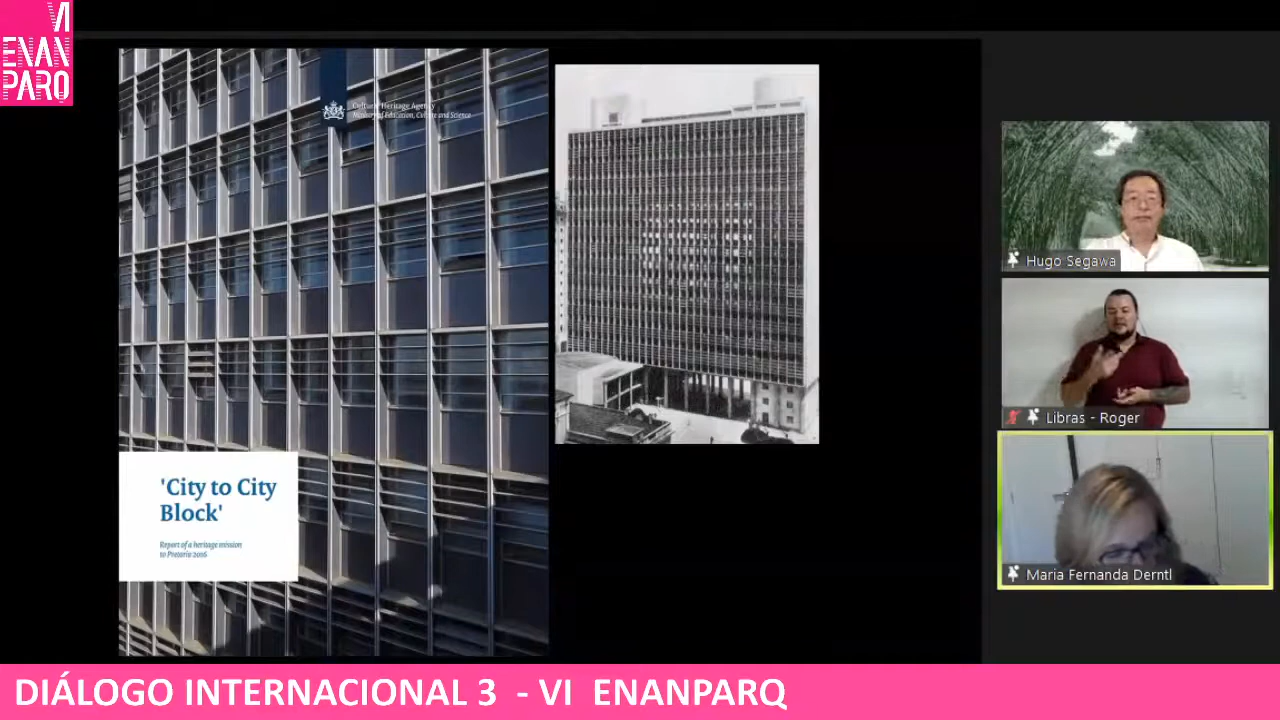 VI
ENAN
PARQ
Cultural Heritage Agency
Ministry of Education, Culture and Science
'City to City
Block'
Report of a heritage mission
to Pretoria 2016
Hugo Segawa
Libras - Roger
Maria Fernanda Derntl
DIÁLOGO INTERNACIONAL 3 - VI ENANPARQ